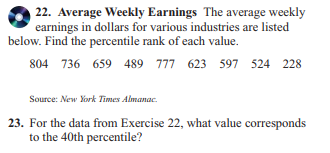 22. Average Weekly Earnings The average weekly
earnings in dollars for various industries are listed
below. Find the percentile rank of each value.
804 736 659 489 777 623 597 524 228
Source: New York Times Almanac.
23. For the data from Exercise 22, what value corresponds
to the 40th percentile?